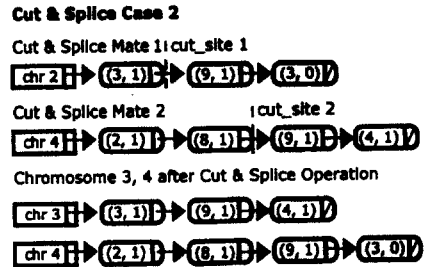 Cut & Splice Case 2
Cut & Splice Mate 1 cut_site 1
chr 2 (3, 1) (9, 1) (3, 0)
Cut & Splice Mate 2 cut_site 2
chr 4 (2, 1) (8, 1) (9, 1) (4, 1)
Chromosome 3, 4 after Cut & Splice Operation
chr 3 (3, 1) (9, 1) (4, 1)
chr 4 (2, 1) (8, 1) (9, 1) (3, 0)